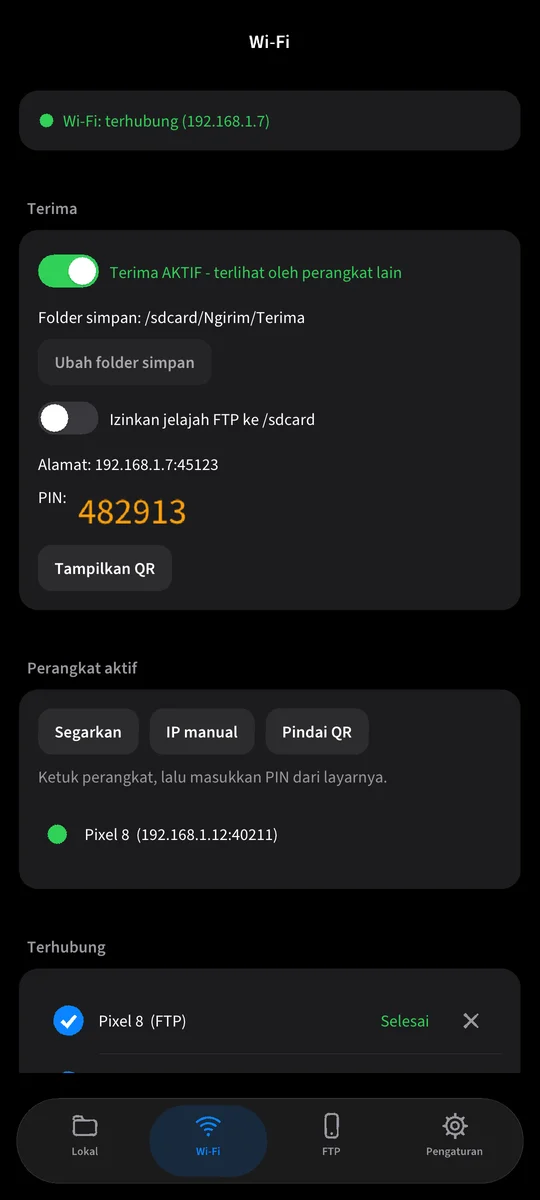 Wi-Fi
Wi-Fi: terhubung (192.168.1.7)
Terima
Terima AKTIF - terlihat oleh perangkat lain
Folder simpan: /sdcard/Ngirim/Terima
Ubah folder simpan
Izinkan jelajah FTP ke /sdcard
Alamat: 192.168.1.7:45123
PIN: 482913
Tampilkan QR
Perangkat aktif
Segarkan IP manual Pindai QR
Ketuk perangkat, lalu masukkan PIN dari layarnya.
Pixel 8 (192.168.1.12:40211)
Terhubung
Pixel 8 (FTP) Selesai
Lokal Wi-Fi FTP Pengaturan